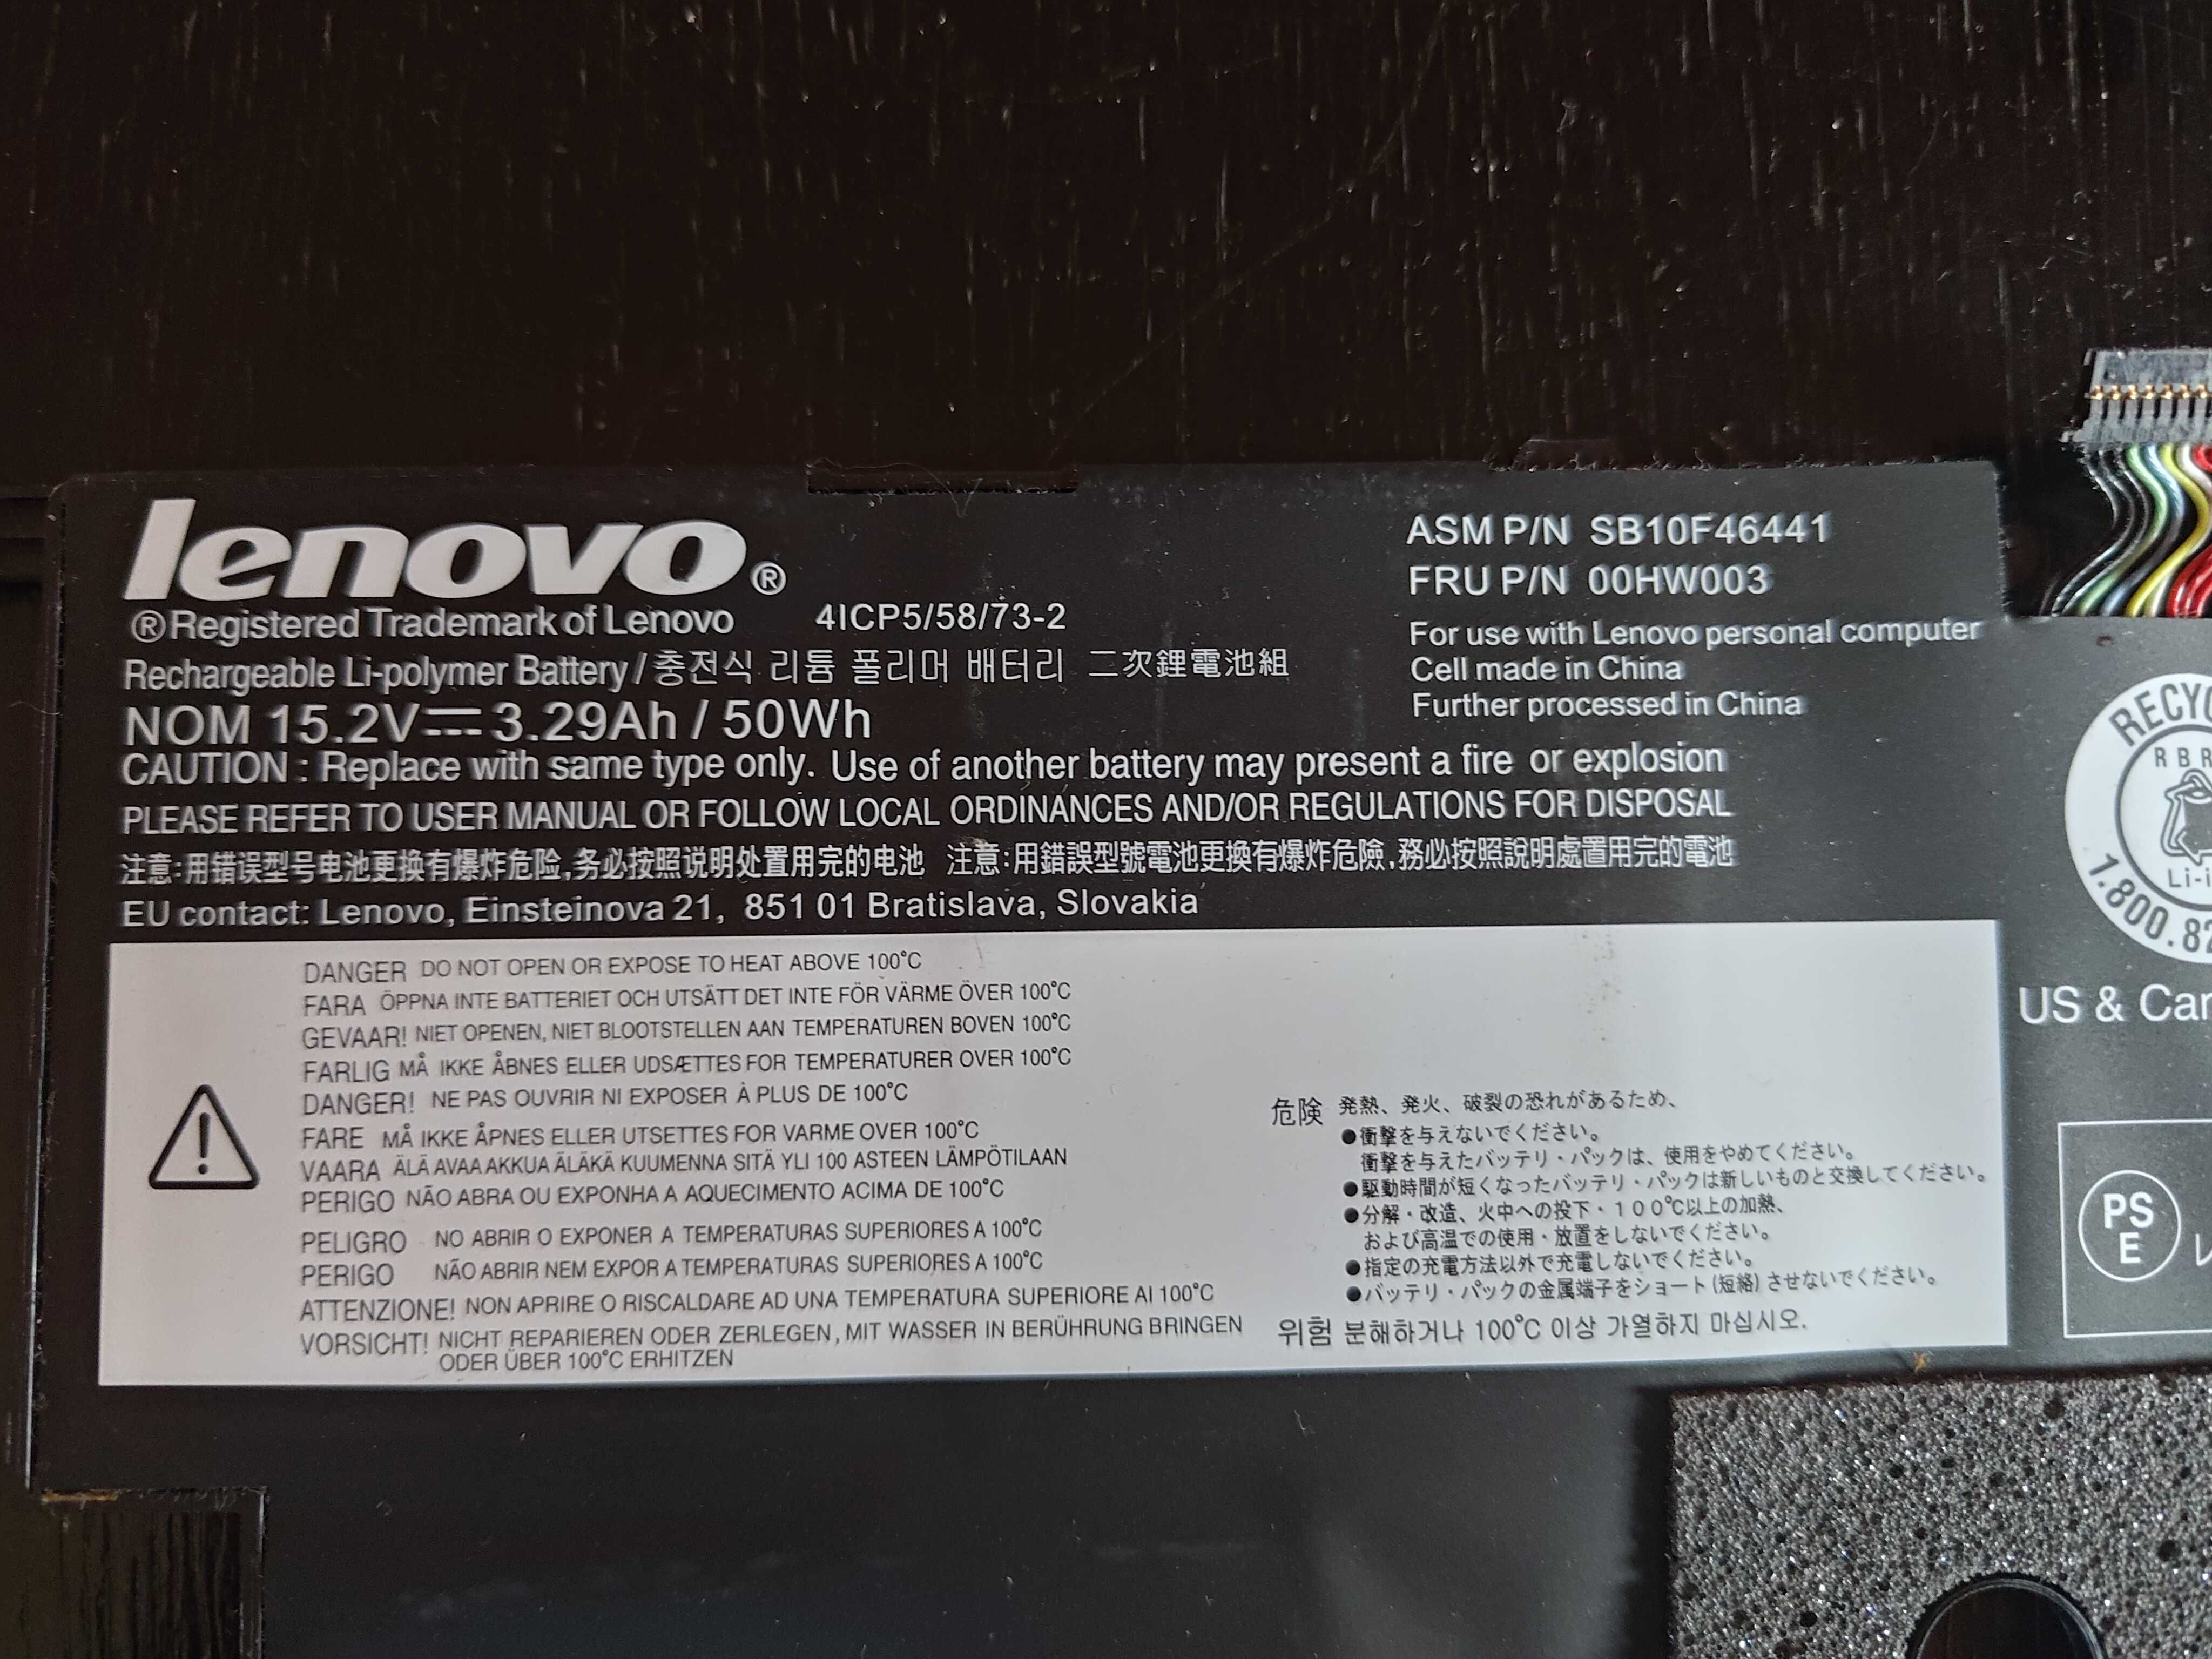 lenovo®
®Registered Trademark of Lenovo 4ICP5/58/73-2
Rechargeable Li-polymer Battery / 충전식 리튬 폴리머 배터리 二次鋰電池組
NOM 15.2V⎓3.29Ah / 50Wh
ASM P/N SB10F46441
FRU P/N 00HW003
For use with Lenovo personal computer
Cell made in China
Further processed in China
CAUTION : Replace with same type only. Use of another battery may present a fire or explosion
PLEASE REFER TO USER MANUAL OR FOLLOW LOCAL ORDINANCES AND/OR REGULATIONS FOR DISPOSAL
注意:用错误型号电池更换有爆炸危险,务必按照说明处置用完的电池 注意:用錯誤型號電池更換有爆炸危險,務必按照說明處置用完的電池
EU contact: Lenovo, Einsteinova 21, 851 01 Bratislava, Slovakia
DANGER DO NOT OPEN OR EXPOSE TO HEAT ABOVE 100°C
FARA ÖPPNA INTE BATTERIET OCH UTSÄTT DET INTE FÖR VÄRME ÖVER 100°C
GEVAAR! NIET OPENEN, NIET BLOOTSTELLEN AAN TEMPERATUREN BOVEN 100°C
FARLIG MÅ IKKE ÅBNES ELLER UDSÆTTES FOR TEMPERATURER OVER 100°C
DANGER! NE PAS OUVRIR NI EXPOSER À PLUS DE 100°C
FARE MÅ IKKE ÅPNES ELLER UTSETTES FOR VARME OVER 100°C
VAARA ÄLÄ AVAA AKKUA ÄLÄKÄ KUUMENNA SITÄ YLI 100 ASTEEN LÄMPÖTILAAN
PERIGO NÃO ABRA OU EXPONHA A AQUECIMENTO ACIMA DE 100°C
PELIGRO NO ABRIR O EXPONER A TEMPERATURAS SUPERIORES A 100°C
PERIGO NÃO ABRIR NEM EXPOR A TEMPERATURAS SUPERIORES A 100°C
ATTENZIONE! NON APRIRE O RISCALDARE AD UNA TEMPERATURA SUPERIORE AI 100°C
VORSICHT! NICHT REPARIEREN ODER ZERLEGEN, MIT WASSER IN BERÜHRUNG BRINGEN
ODER ÜBER 100°C ERHITZEN
危険 発熱、発火、破裂の恐れがあるため、
●衝撃を与えないでください。
衝撃を与えたバッテリ・パックは、使用をやめてください。
●駆動時間が短くなったバッテリ・パックは新しいものと交換してください。
●分解・改造、火中への投下・100°C以上の加熱、
および高温での使用・放置をしないでください。
●指定の充電方法以外で充電しないでください。
●バッテリ・パックの金属端子をショート(短絡)させないでください。
위험 분해하거나 100°C 이상 가열하지 마십시오.
RECY
RBR
Li-i
1.800.82
US & Can
PS
E
レ